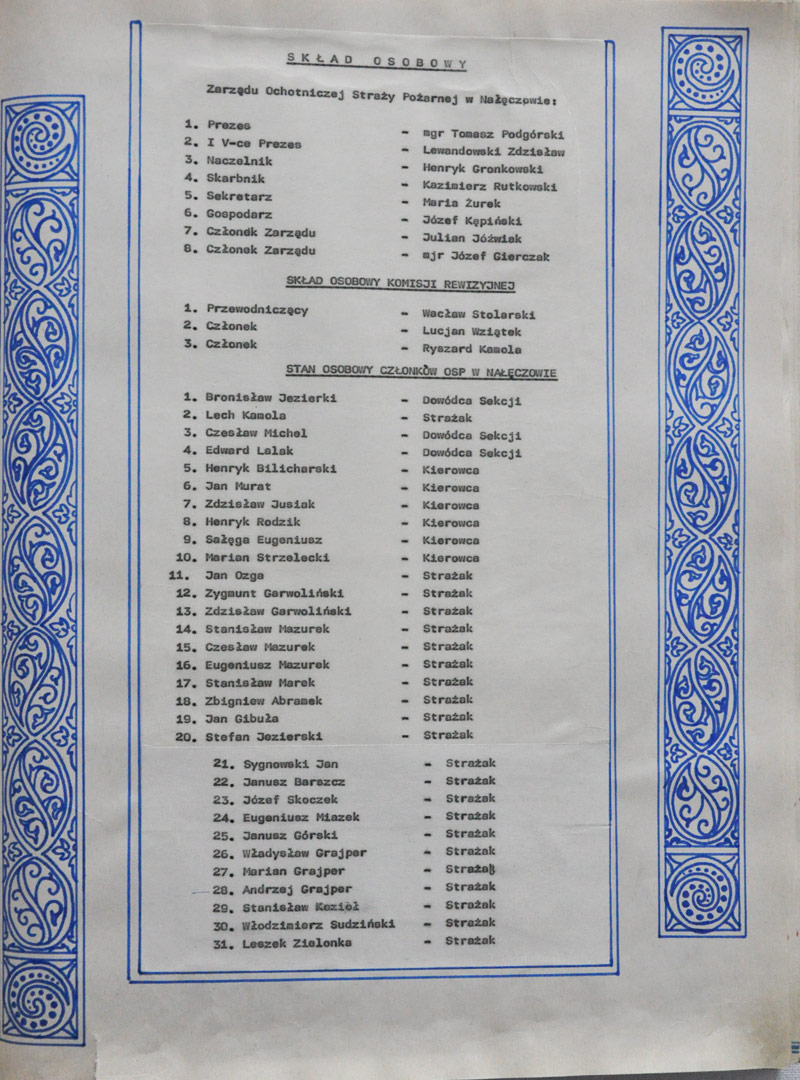 SKŁAD OSOBOWY
Zarządu Ochotniczej Straży Pożarnej w Nałęczowie:
1. Prezes - mgr Tomasz Podgórski
2. I V-ce Prezes - Lewandowski Zdzisław
3. Naczelnik - Henryk Gronkowski
4. Skarbnik - Kazimierz Rutkowski
5. Sekretarz - Maria Żurek
6. Gospodarz - Józef Kępiński
7. Członek Zarządu - Julian Jóźwiak
8. Członek Zarządu - mjr Józef Gierczak
SKŁAD OSOBOWY KOMISJI REWIZYJNEJ
1. Przewodniczący - Wacław Stolarski
2. Członek - Lucjan Wziątek
3. Członek - Ryszard Kamola
STAN OSOBOWY CZŁONKÓW OSP W NAŁĘCZOWIE
1. Bronisław Jezierki - Dowódca Sekcji
2. Lech Kamola - Strażak
3. Czesław Michel - Dowódca Sekcji
4. Edward Lalak - Dowódca Sekcji
5. Henryk Bilicharski - Kierowca
6. Jan Murat - Kierowca
7. Zdzisław Jusiak - Kierowca
8. Henryk Rodzik - Kierowca
9. Sałęga Eugeniusz - Kierowca
10. Marian Strzelecki - Kierowca
11. Jan Ozga - Strażak
12. Zygmunt Garwoliński - Strażak
13. Zdzisław Garwoliński - Strażak
14. Stanisław Mazurek - Strażak
15. Czesław Mazurek - Strażak
16. Eugeniusz Mazurek - Strażak
17. Stanisław Marek - Strażak
18. Zbigniew Abramek - Strażak
19. Jan Gibuła - Strażak
20. Stefan Jezierski - Strażak
21. Sygnowski Jan - Strażak
22. Janusz Barszcz - Strażak
23. Józef Skoczek - Strażak
24. Eugeniusz Miazek - Strażak
25. Janusz Górski - Strażak
26. Władysław Grajper - Strażak
27. Marian Grajper - Strażak
28. Andrzej Grajper - Strażak
29. Stanisław Kozioł - Strażak
30. Włodzimierz Sudziński - Strażak
31. Leszek Zielonka - Strażak